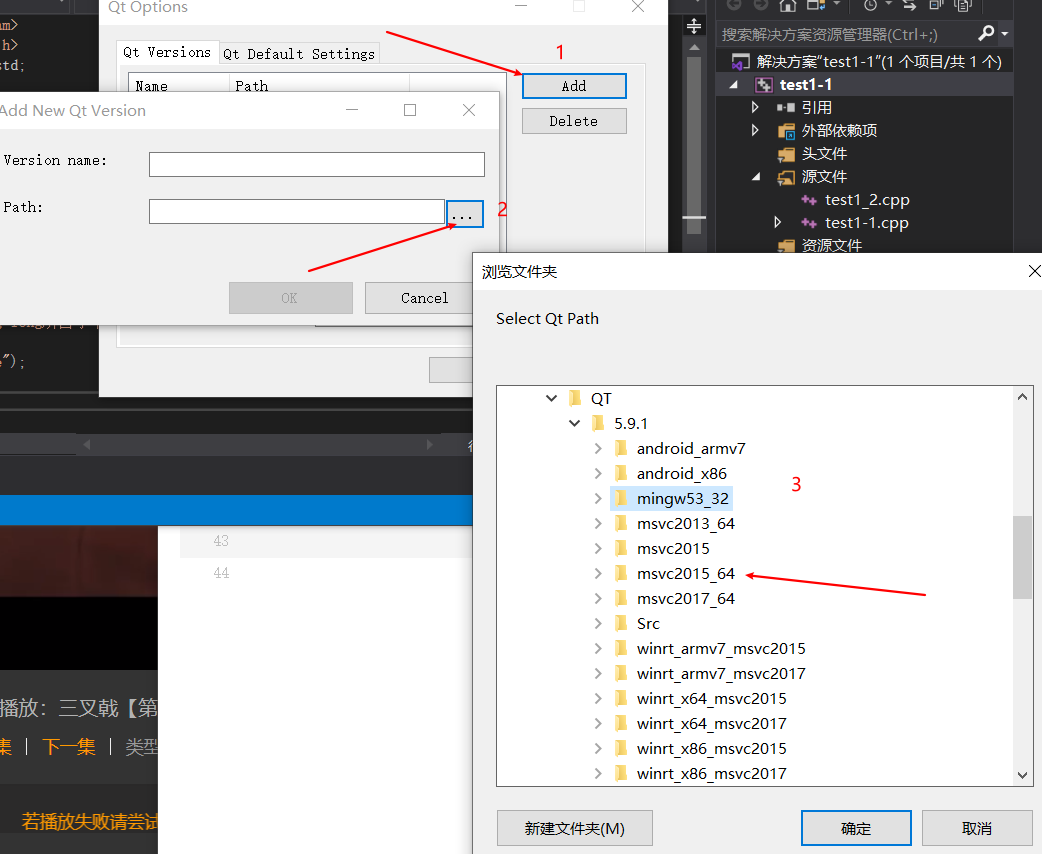 Qt Options
am>
h>
std;
Qt Versions
Qt Default Settings
1
Name
Path
Add
Delete
Add New Qt Version
Version name:
Path:
...
2
OK
Cancel
e");
搜索解决方案资源管理器(Ctrl+;)
解决方案"test1-1"(1 个项目/共 1 个)
test1-1
引用
外部依赖项
头文件
源文件
test1_2.cpp
test1-1.cpp
资源文件
浏览文件夹
Select Qt Path
QT
5.9.1
android_armv7
android_x86
3
mingw53_32
msvc2013_64
msvc2015
msvc2015_64
msvc2017_64
Src
winrt_armv7_msvc2015
winrt_armv7_msvc2017
winrt_x64_msvc2015
winrt_x64_msvc2017
winrt_x86_msvc2015
winrt_x86_msvc2017
新建文件夹(M)
确定
取消
43
44
播放：三叉戟【第
集 | 下一集 | 类型
若播放失败请尝试